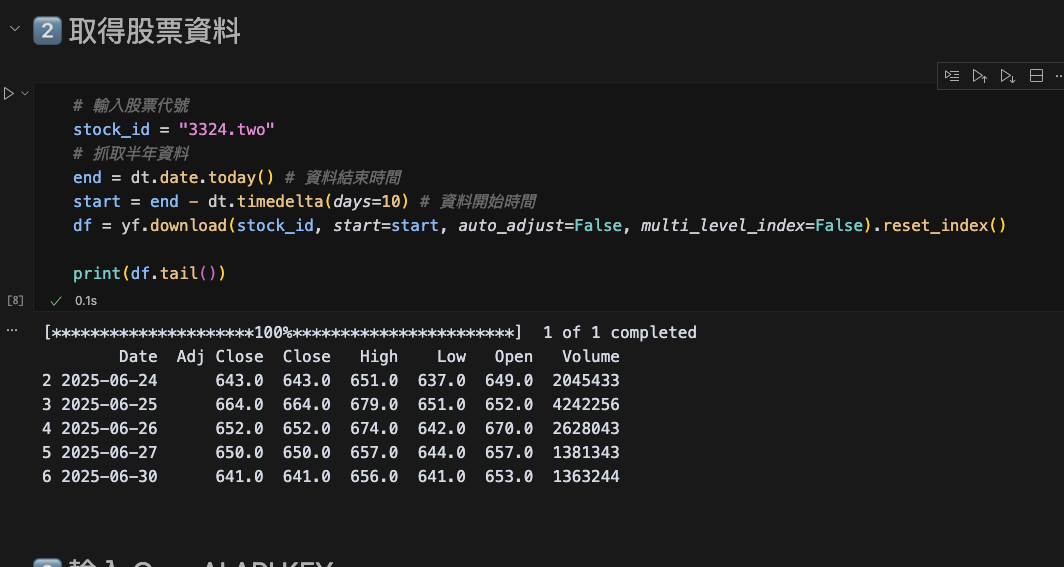 2 取得股票資料
# 輸入股票代號
stock_id = "3324.two"
# 抓取半年資料
end = dt.date.today() # 資料結束時間
start = end - dt.timedelta(days=10) # 資料開始時間
df = yf.download(stock_id, start=start, auto_adjust=False, multi_level_index=False).reset_index()
print(df.tail())
[8] ✓ 0.1s
[*********************100%***********************]  1 of 1 completed
Date  Adj Close  Close  High  Low  Open  Volume
2 2025-06-24  643.0  643.0  651.0  637.0  649.0  2045433
3 2025-06-25  664.0  664.0  679.0  651.0  652.0  4242256
4 2025-06-26  652.0  652.0  674.0  642.0  670.0  2628043
5 2025-06-27  650.0  650.0  657.0  644.0  657.0  1381343
6 2025-06-30  641.0  641.0  656.0  641.0  653.0  1363244